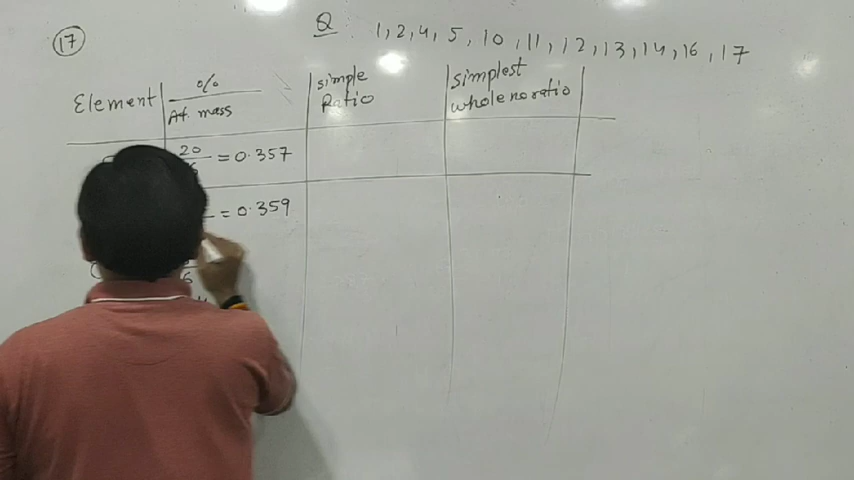 17
Q 1, 2, 4, 5, 10, 11, 12, 13, 14, 16, 17
Element
%
At. mass
simple
Ratio
simplest
whole no ratio
20
= 0.357
= 0.359
6